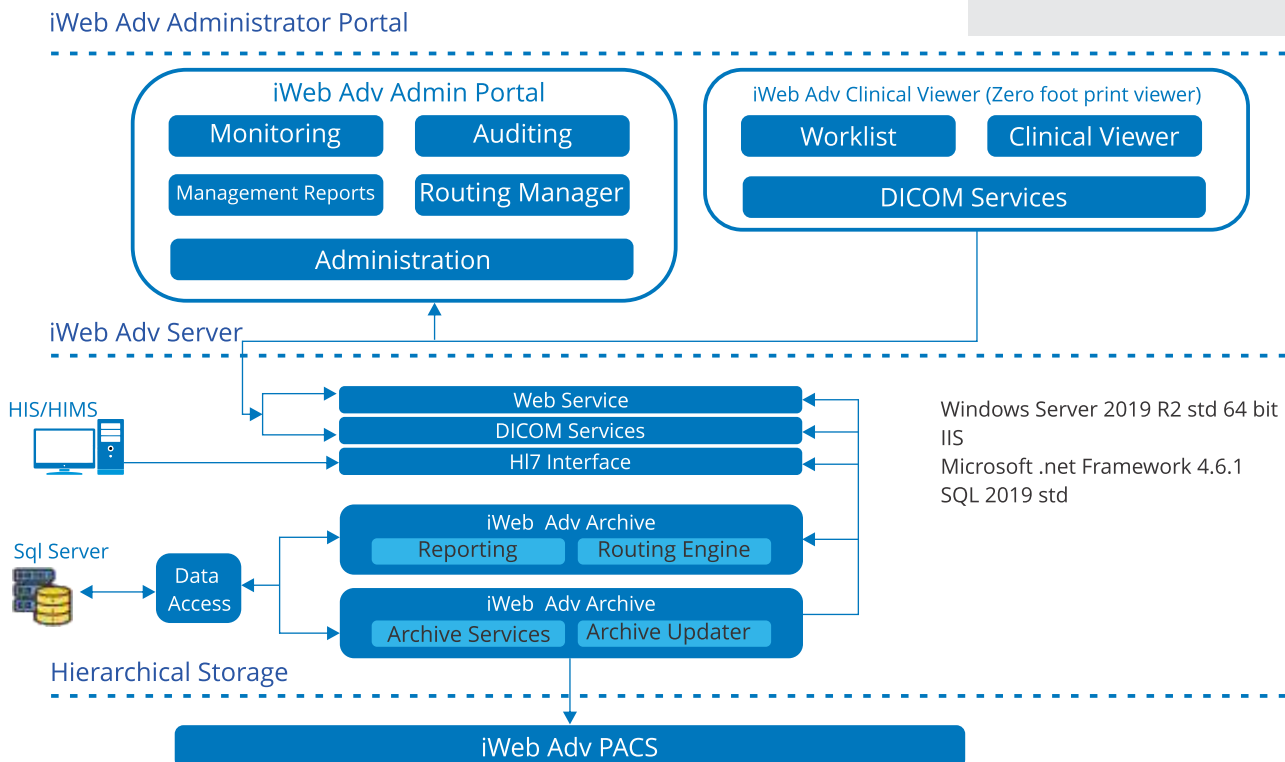 iWeb Adv Administrator Portal
iWeb Adv Admin Portal
Monitoring
Auditing
Management Reports
Routing Manager
Administration
iWeb Adv Clinical Viewer (Zero foot print viewer)
Worklist
Clinical Viewer
DICOM Services
iWeb Adv Server
HIS/HIMS
Web Service
DICOM Services
Hl7 Interface
Windows Server 2019 R2 std 64 bit
IIS
Microsoft .net Framework 4.6.1
SQL 2019 std
Sql Server
Data
Access
iWeb Adv Archive
Reporting
Routing Engine
iWeb Adv Archive
Archive Services
Archive Updater
Hierarchical Storage
iWeb Adv PACS